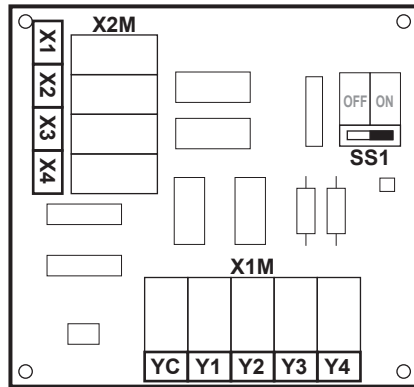 X2M
X1
X2
X3
X4
OFF ON
SS1
X1M
YC Y1 Y2 Y3 Y4